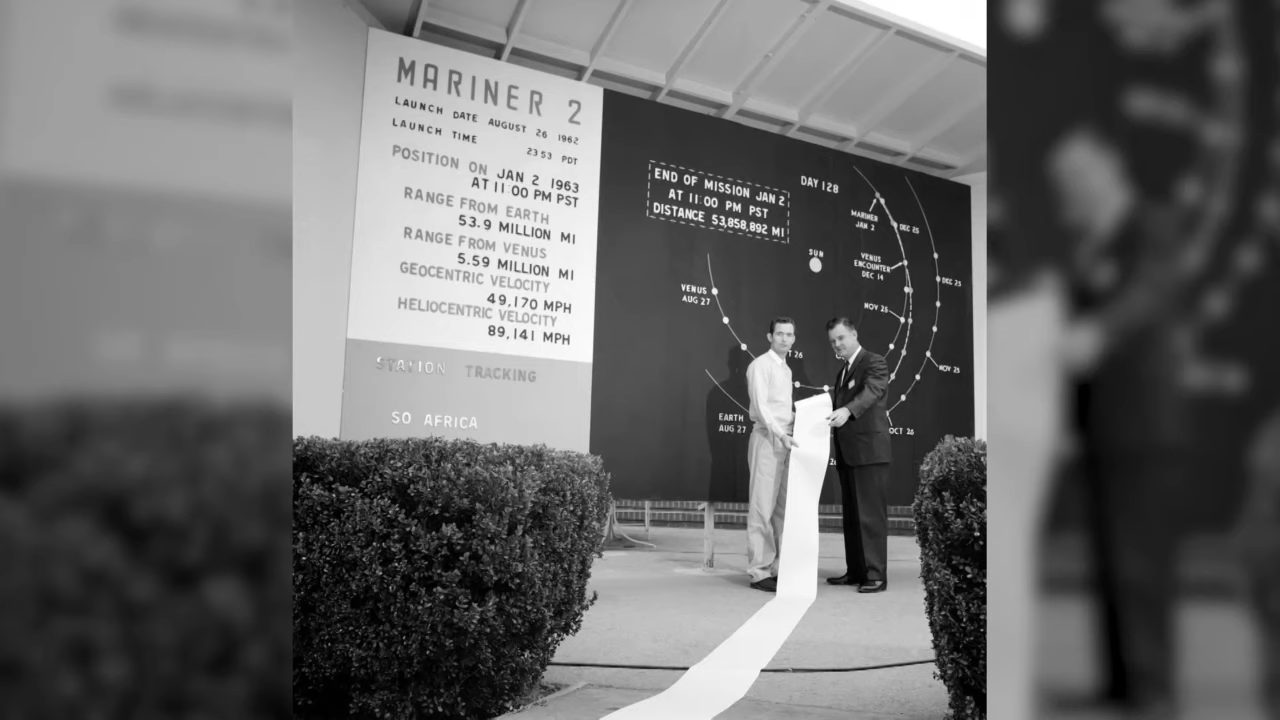 MARINER 2
LAUNCH DATE AUGUST 26 1962
LAUNCH TIME 23 53 PDT
POSITION ON JAN 2 1963
AT 11 00 PM PST
RANGE FROM EARTH
53.9 MILLION MI
RANGE FROM VENUS
5.59 MILLION MI
GEOCENTRIC VELOCITY
49,170 MPH
HELIOCENTRIC VELOCITY
89,141 MPH
STATION TRACKING
SO AFRICA
END OF MISSION JAN 2
AT 11 00 PM PST
DISTANCE 53,858,892 MI
DAY 128
MARINER
JAN 2
DEC 25
SUN
VENUS
ENCOUNTER
DEC 14
DEC 25
VENUS
AUG 27
NOV 25
T 26
NOV 25
EARTH
AUG 27
OCT 26